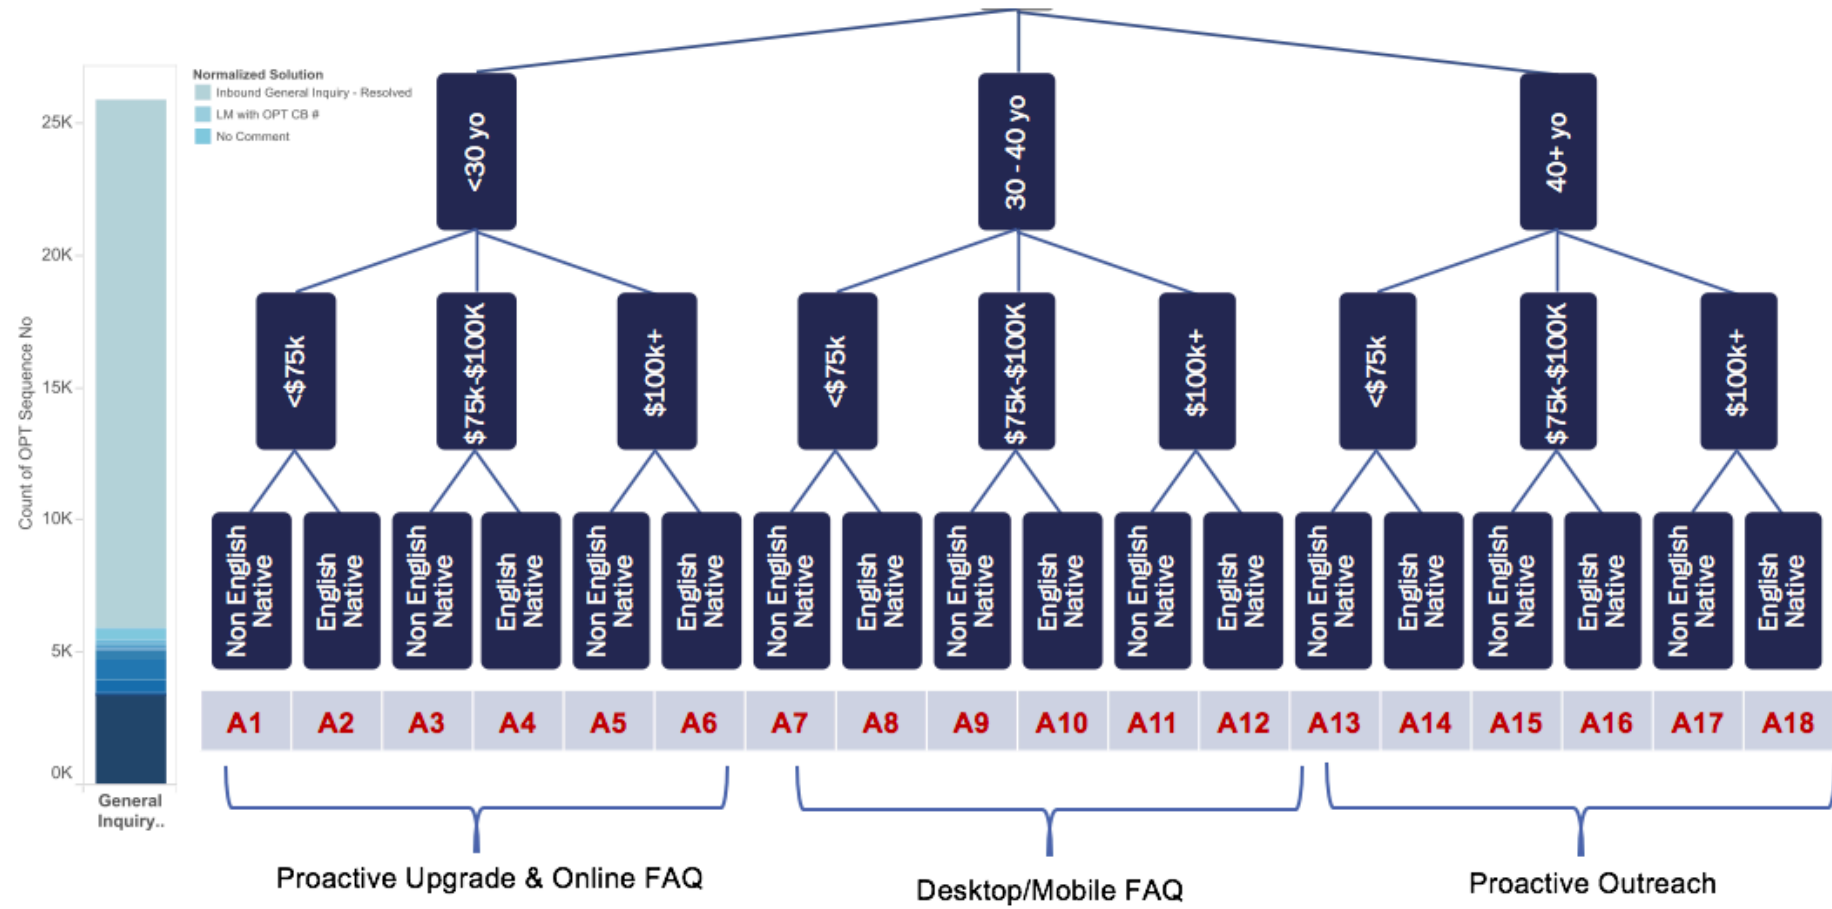 Normalized Solution
Inbound General Inquiry - Resolved
LM with OPT CB #
No Comment
Count of OPT Sequence No
25K
20K
15K
10K
5K
0K
General
Inquiry..
<30 yo
30 - 40 yo
40+ yo
<$75k
$75k-$100K
$100k+
<$75k
$75k-$100K
$100k+
<$75k
$75k-$100K
$100k+
Non English
Native
English
Native
Non English
Native
English
Native
Non English
Native
English
Native
Non English
Native
English
Native
Non English
Native
English
Native
Non English
Native
English
Native
Non English
Native
English
Native
Non English
Native
English
Native
Non English
Native
English
Native
A1 A2 A3 A4 A5 A6 A7 A8 A9 A10 A11 A12 A13 A14 A15 A16 A17 A18
Proactive Upgrade & Online FAQ
Desktop/Mobile FAQ
Proactive Outreach